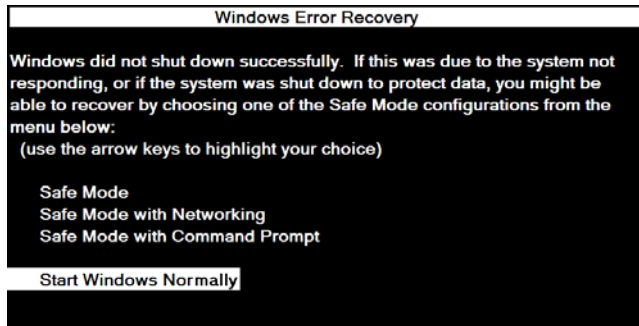 Windows Error Recovery
Windows did not shut down successfully. If this was due to the system not
responding, or if the system was shut down to protect data, you might be
able to recover by choosing one of the Safe Mode configurations from the
menu below:
(use the arrow keys to highlight your choice)
Safe Mode
Safe Mode with Networking
Safe Mode with Command Prompt
Start Windows Normally